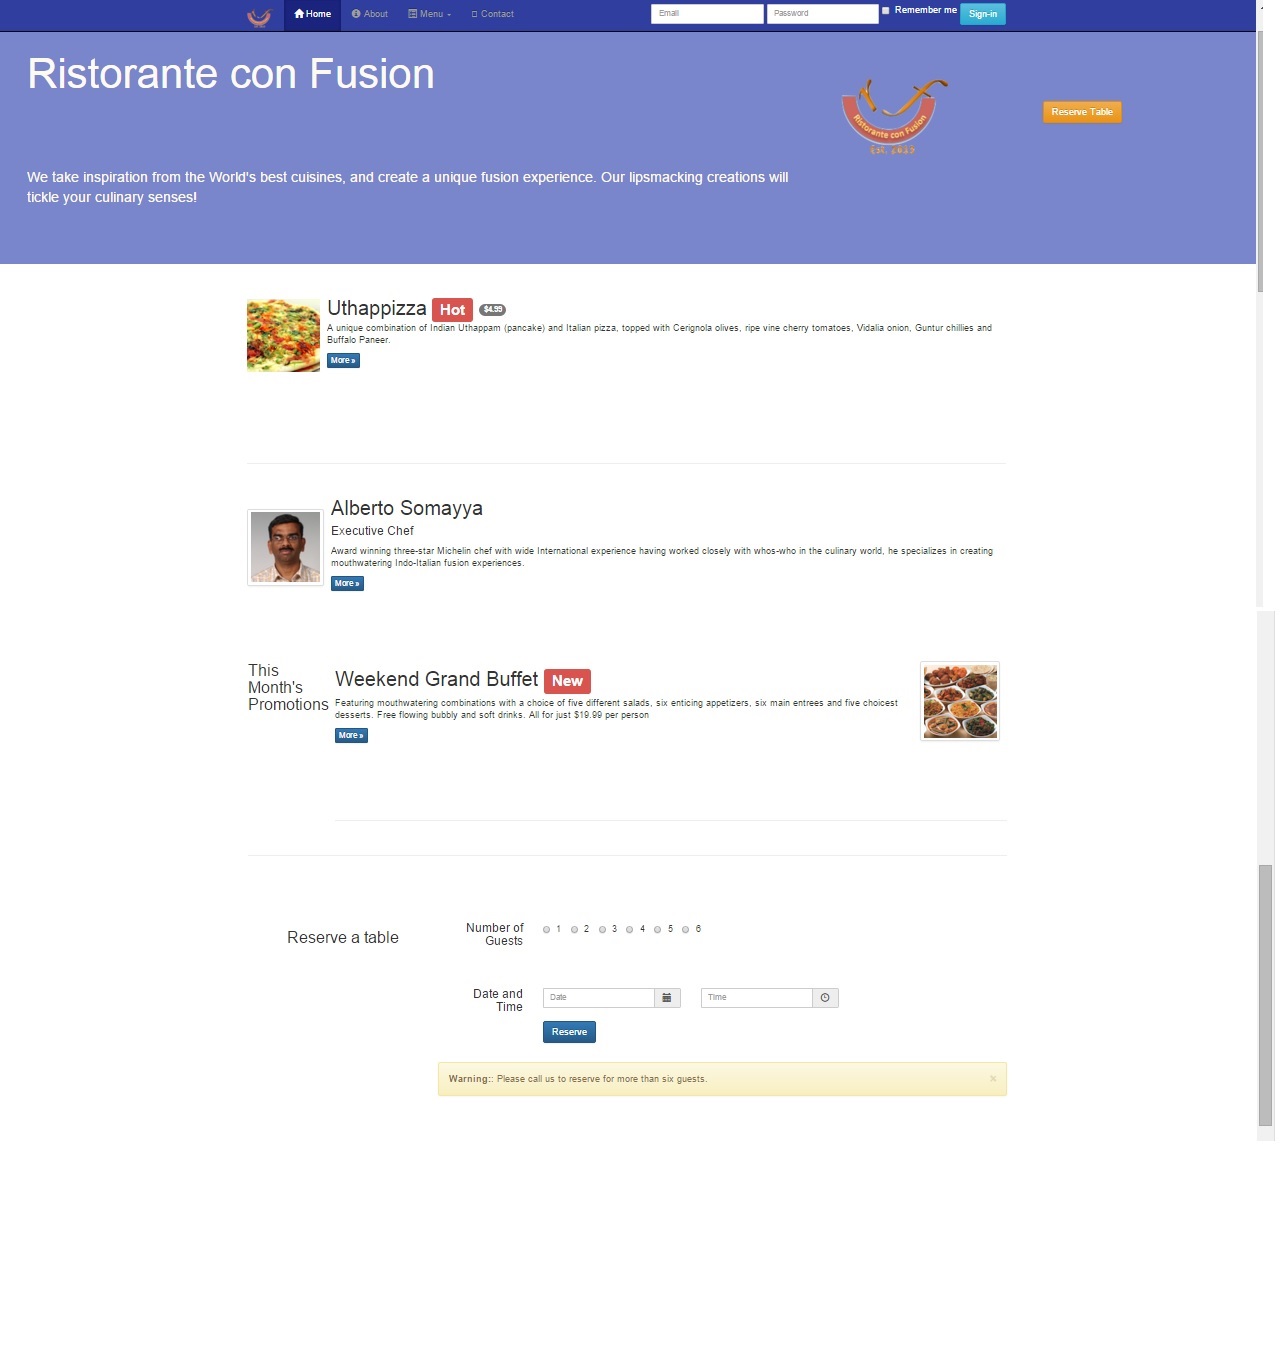 Home About Menu Contact Email Password Remember me Sign-in
Ristorante con Fusion
Ristorante con Fusion
Reserve Table
We take inspiration from the World's best cuisines, and create a unique fusion experience. Our lipsmacking creations will
tickle your culinary senses!
Uthappizza Hot $4.99
A unique combination of Indian Uthappam (pancake) and Italian pizza, topped with Cerignola olives, ripe vine cherry tomatoes, Vidalia onion, Guntur chillies and
Buffalo Paneer.
More »
Alberto Somayya
Executive Chef
Award winning three-star Michelin chef with wide International experience having worked closely with whos-who in the culinary world, he specializes in creating
mouthwatering Indo-Italian fusion experiences.
More »
This
Month's
Promotions
Weekend Grand Buffet New
Featuring mouthwatering combinations with a choice of five different salads, six enticing appetizers, six main entrees and five choicest
desserts. Free flowing bubbly and soft drinks. All for just $19.99 per person
More »
Reserve a table
Number of
Guests
1 2 3 4 5 6
Date and
Time
Date
Time
Reserve
Warning:: Please call us to reserve for more than six guests. ×